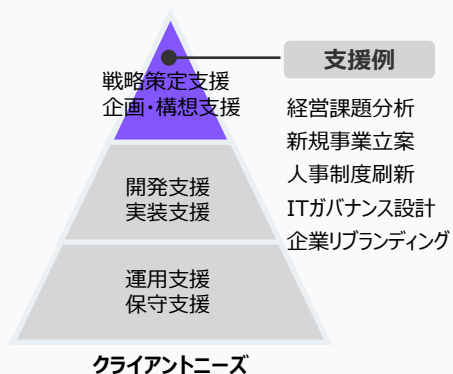 戦略策定支援
企画・構想支援
開発支援
実装支援
運用支援
保守支援
クライアントニーズ
支援例
経営課題分析
新規事業立案
人事制度刷新
ITガバナンス設計
企業リブランディング